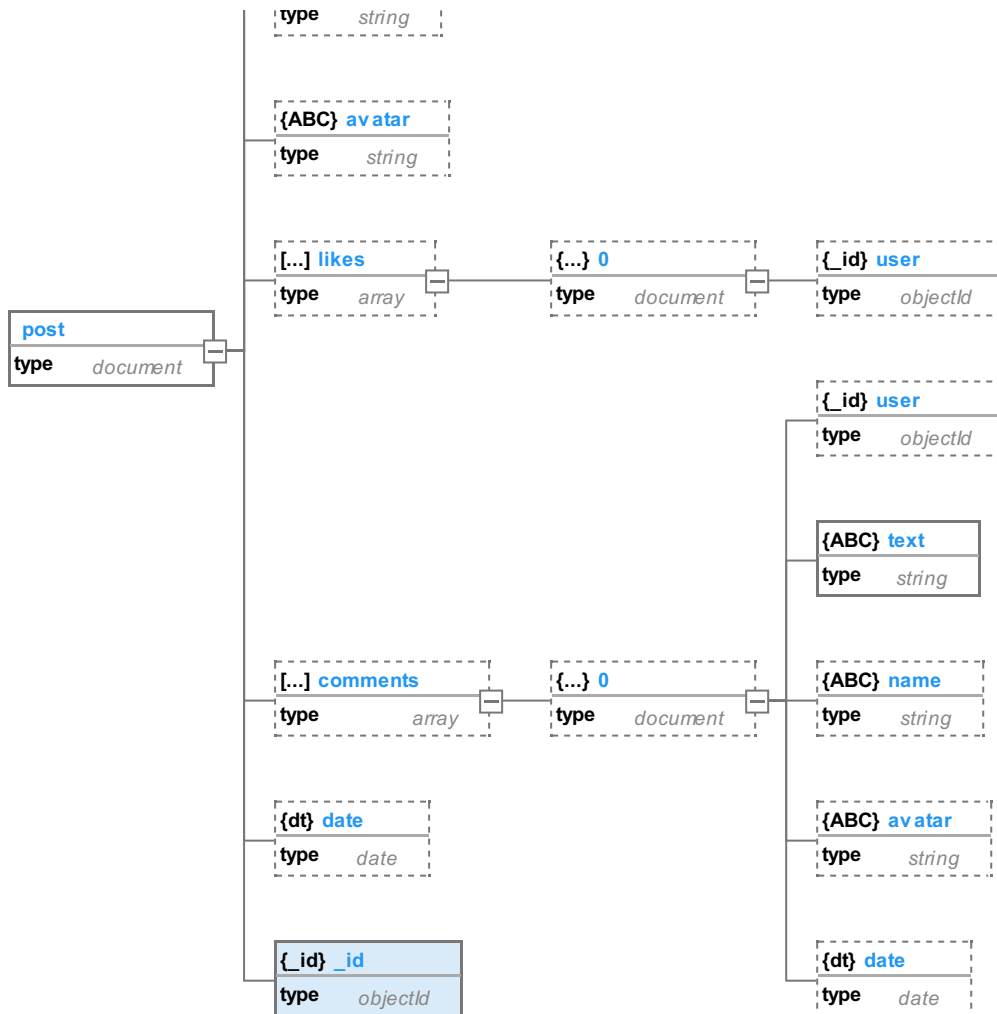 type string
{ABC} avatar
type string
[...] likes
type array
{...} 0
type document
{_id} user
type objectId
post
type document
{_id} user
type objectId
{ABC} text
type string
[...] comments
type array
{...} 0
type document
{ABC} name
type string
{dt} date
type date
{ABC} avatar
type string
{_id} _id
type objectId
{dt} date
type date